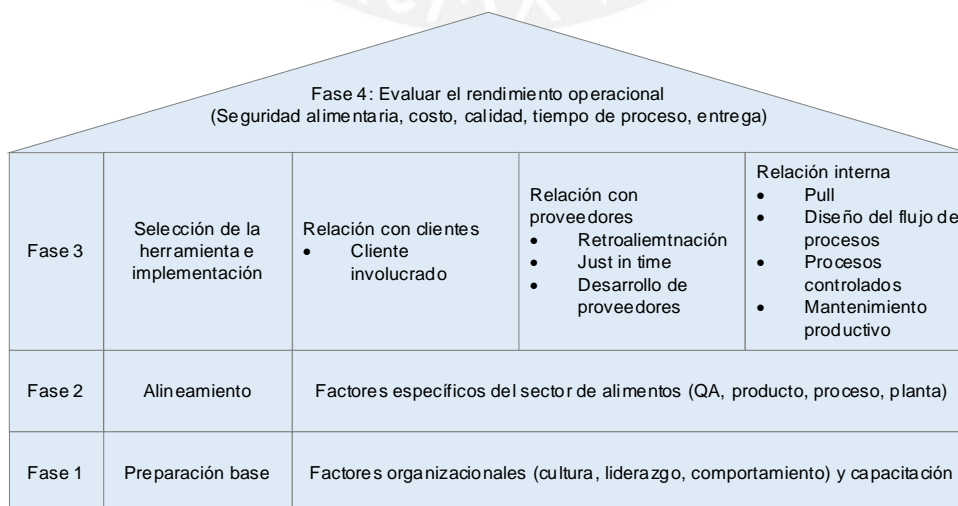 Fase 4: Evaluar el rendimiento operacional
(Seguridad alimentaria, costo, calidad, tiempo de proceso, entrega)
Fase 3
Selección de la
herramienta e
implementación
Relación con clientes
• Cliente
involucrado
Relación con
proveedores
• Retroaliemtnación
• Just in time
• Desarrollo de
proveedores
Relación interna
• Pull
• Diseño del flujo de
procesos
• Procesos
controlados
• Mantenimiento
productivo
Fase 2
Alineamiento
Factores específicos del sector de alimentos (QA, producto, proceso, planta)
Fase 1
Preparación base
Factores organizacionales (cultura, liderazgo, comportamiento) y capacitación